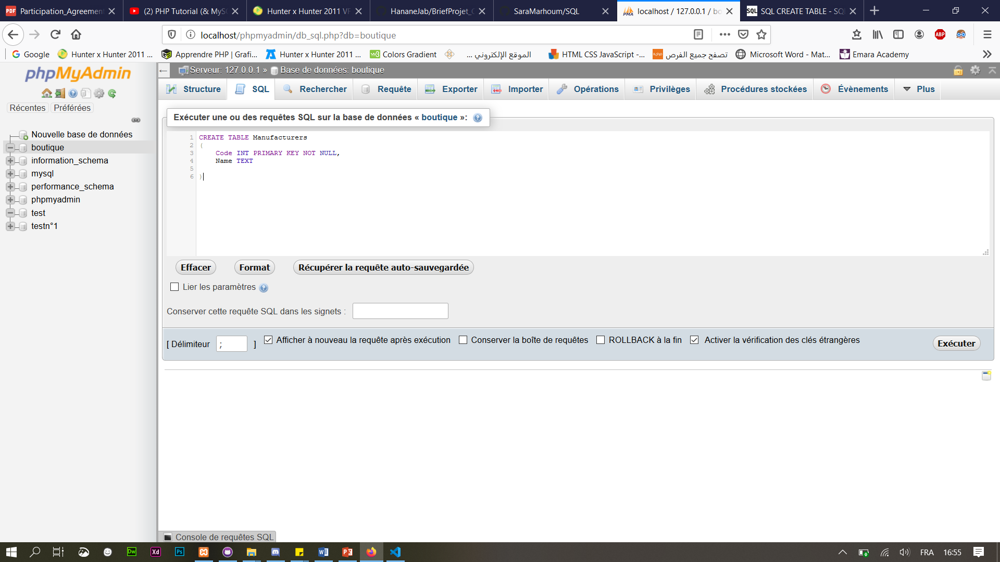 Participation_Agreemen
(2) PHP Tutorial (& MyS
Hunter x Hunter 2011 VF
HananeJab/BriefProjet_
SaraMarhoum/SQL
localhost / 127.0.0.1 / bo
SQL CREATE TABLE - SQ
localhost/phpmyadmin/db_sql.php?db=boutique
Google
Hunter x Hunter 2011 ...
Apprendre PHP | Grafi...
Hunter x Hunter 2011 ...
Colors Gradient
الموقع الإلكتروني ...
HTML CSS JavaScript -...
تصفح جميع الفرص
Microsoft Word - Mat...
Emara Academy
phpMyAdmin
Récentes Préférées
Nouvelle base de données
boutique
information_schema
mysql
performance_schema
phpmyadmin
test
testn°1
Serveur: 127.0.0.1 » Base de données: boutique
Structure SQL Rechercher Requête Exporter Importer Opérations Privilèges Procédures stockées Évènements Plus
Exécuter une ou des requêtes SQL sur la base de données « boutique »:
1 CREATE TABLE Manufacturers
2 (
3 Code INT PRIMARY KEY NOT NULL,
4 Name TEXT
5
6 )
Effacer Format Récupérer la requête auto-sauvegardée
Lier les paramètres
Conserver cette requête SQL dans les signets :
[ Délimiteur ; ] Afficher à nouveau la requête après exécution Conserver la boîte de requêtes ROLLBACK à la fin Activer la vérification des clés étrangères Exécuter
Console de requêtes SQL
FRA 16:55